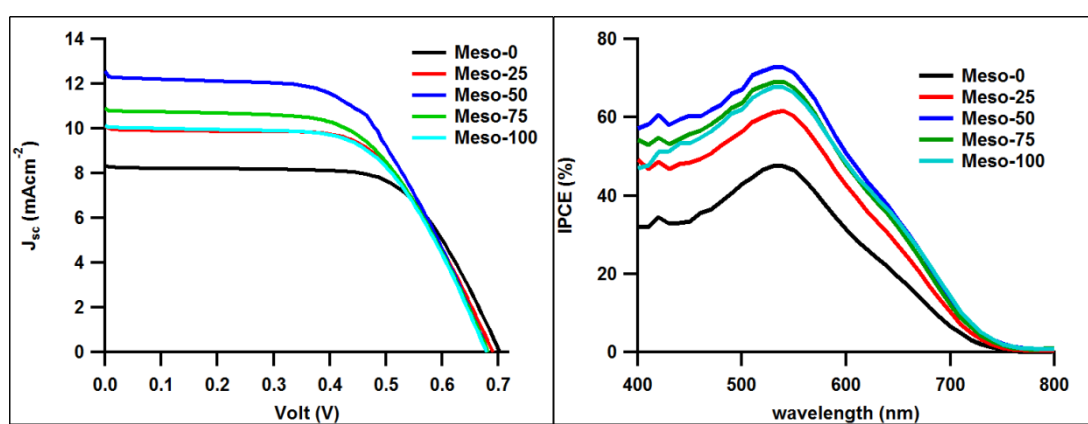 14
12
10
8
6
4
2
0
J_sc (mAcm⁻²)
0.0 0.1 0.2 0.3 0.4 0.5 0.6 0.7
Volt (V)
Meso-0
Meso-25
Meso-50
Meso-75
Meso-100
80
60
40
20
0
IPCE (%)
400 500 600 700 800
wavelength (nm)
Meso-0
Meso-25
Meso-50
Meso-75
Meso-100